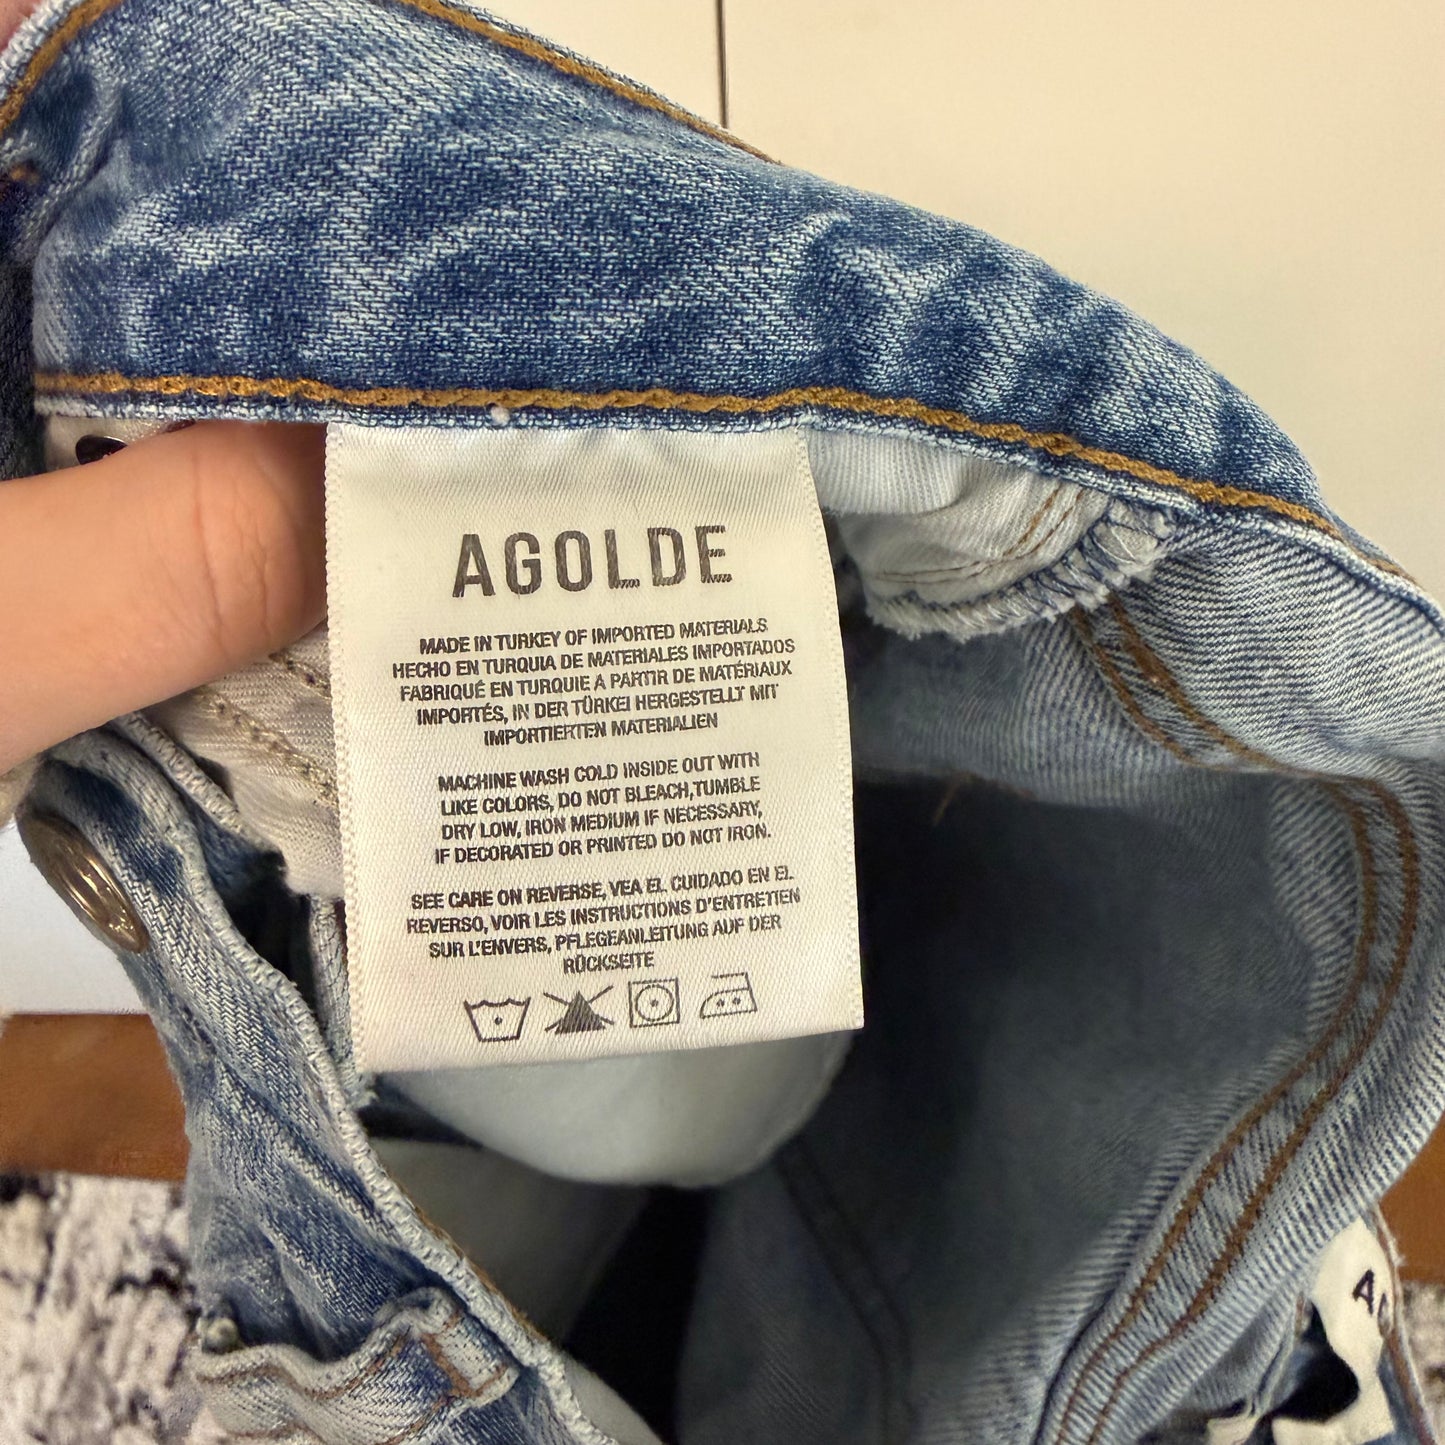 AGOLDE
MADE IN TURKEY OF IMPORTED MATERIALS
HECHO EN TURQUIA DE MATERIALES IMPORTADOS
FABRIQUÉ EN TURQUIE A PARTIR DE MATÉRIAUX
IMPORTÉS, IN DER TÜRKEI HERGESTELLT MIT
IMPORTIERTEN MATERIALIEN
MACHINE WASH COLD INSIDE OUT WITH
LIKE COLORS, DO NOT BLEACH, TUMBLE
DRY LOW, IRON MEDIUM IF NECESSARY,
IF DECORATED OR PRINTED DO NOT IRON.
SEE CARE ON REVERSE, VEA EL CUIDADO EN EL
REVERSO, VOIR LES INSTRUCTIONS D'ENTRETIEN
SUR L'ENVERS, PFLEGEANLEITUNG AUF DER
RÜCKSEITE